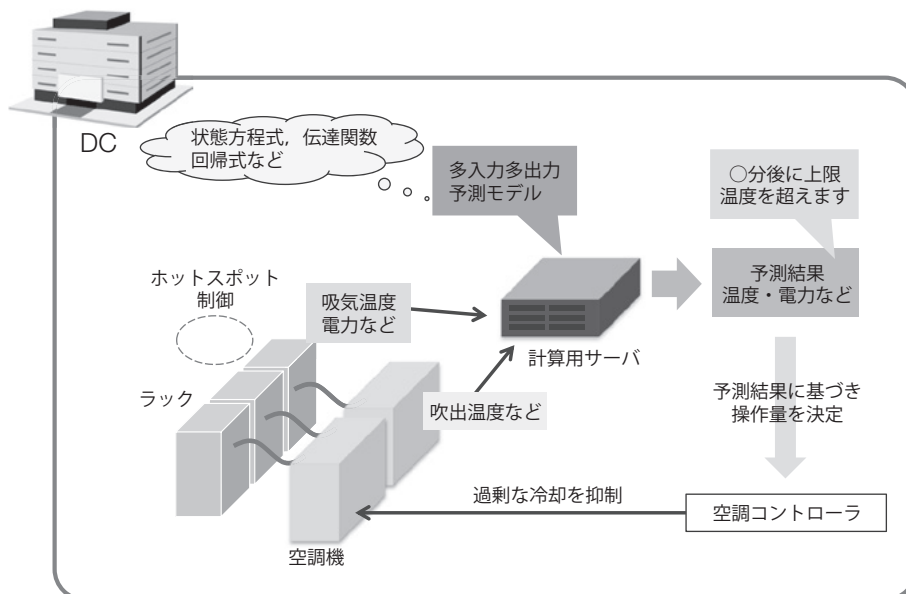 DC
状態方程式，伝達関数
回帰式など
多入力多出力
予測モデル
○分後に上限
温度を超えます
ホットスポット
制御
吸気温度
電力など
予測結果
温度・電力など
計算用サーバ
ラック
吹出温度など
予測結果に基づき
操作量を決定
過剰な冷却を抑制
空調コントローラ
空調機